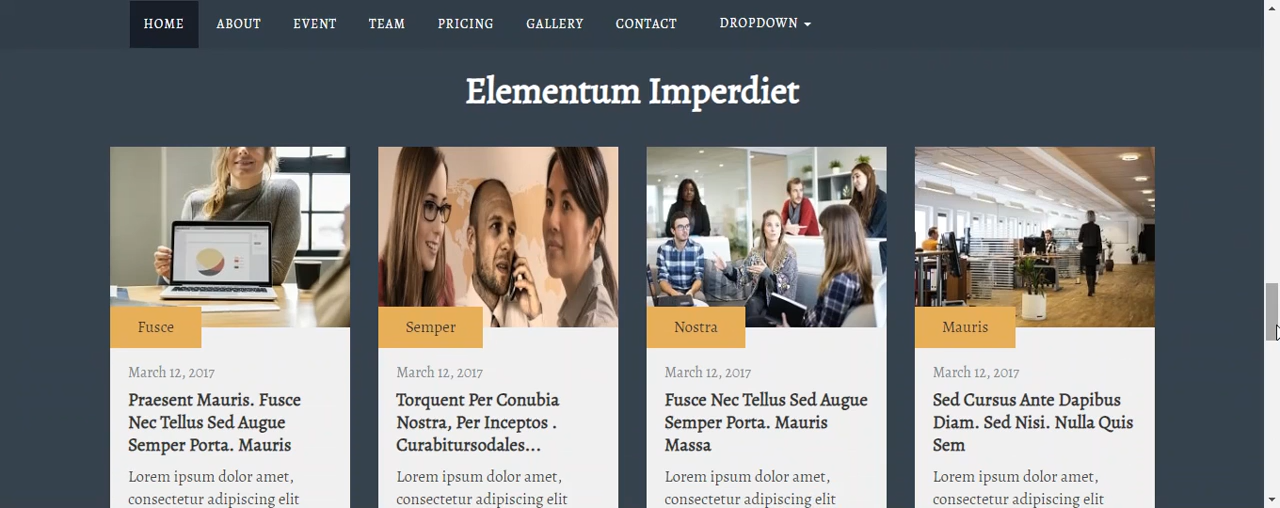 HOME ABOUT EVENT TEAM PRICING GALLERY CONTACT DROPDOWN
Elementum Imperdiet
Fusce
March 12, 2017
Praesent Mauris. Fusce
Nec Tellus Sed Augue
Semper Porta. Mauris
Lorem ipsum dolor amet,
consectetur adipiscing elit
Semper
March 12, 2017
Torquent Per Conubia
Nostra, Per Inceptos .
Curabitursodales...
Lorem ipsum dolor amet,
consectetur adipiscing elit
Nostra
March 12, 2017
Fusce Nec Tellus Sed Augue
Semper Porta. Mauris
Massa
Lorem ipsum dolor amet,
consectetur adipiscing elit
Mauris
March 12, 2017
Sed Cursus Ante Dapibus
Diam. Sed Nisi. Nulla Quis
Sem
Lorem ipsum dolor amet,
consectetur adipiscing elit